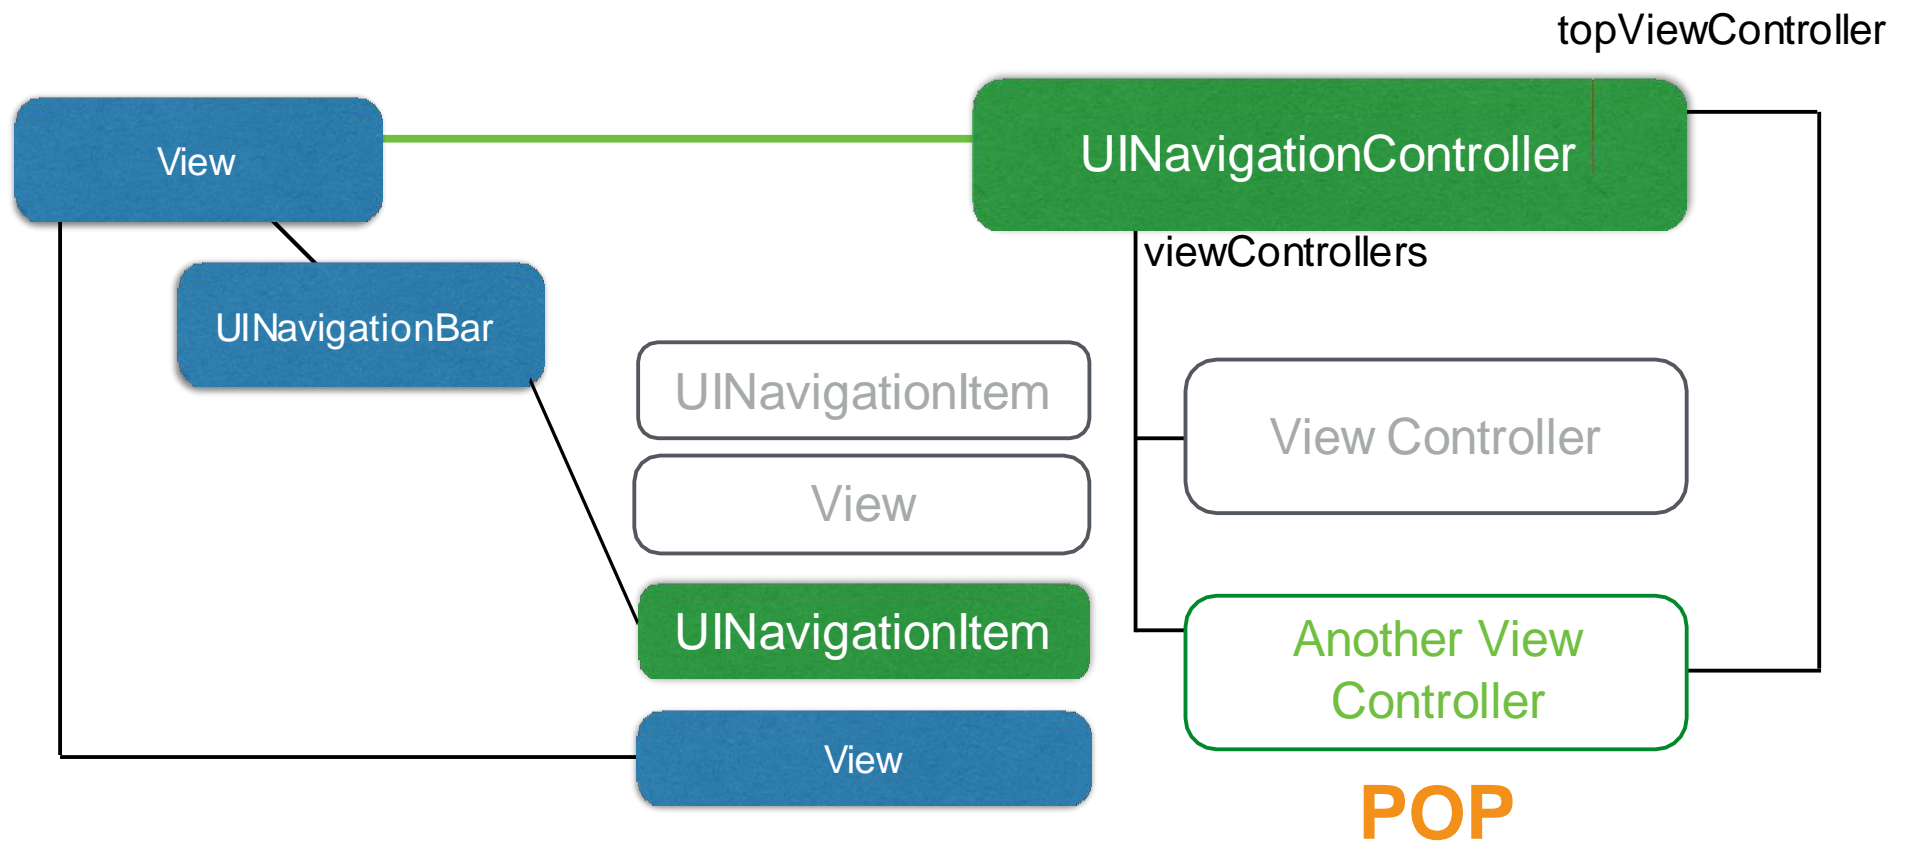 topViewController
View
UINavigationController
viewControllers
UINavigationBar
UINavigationItem
View Controller
View
UINavigationItem
Another View
Controller
View
POP